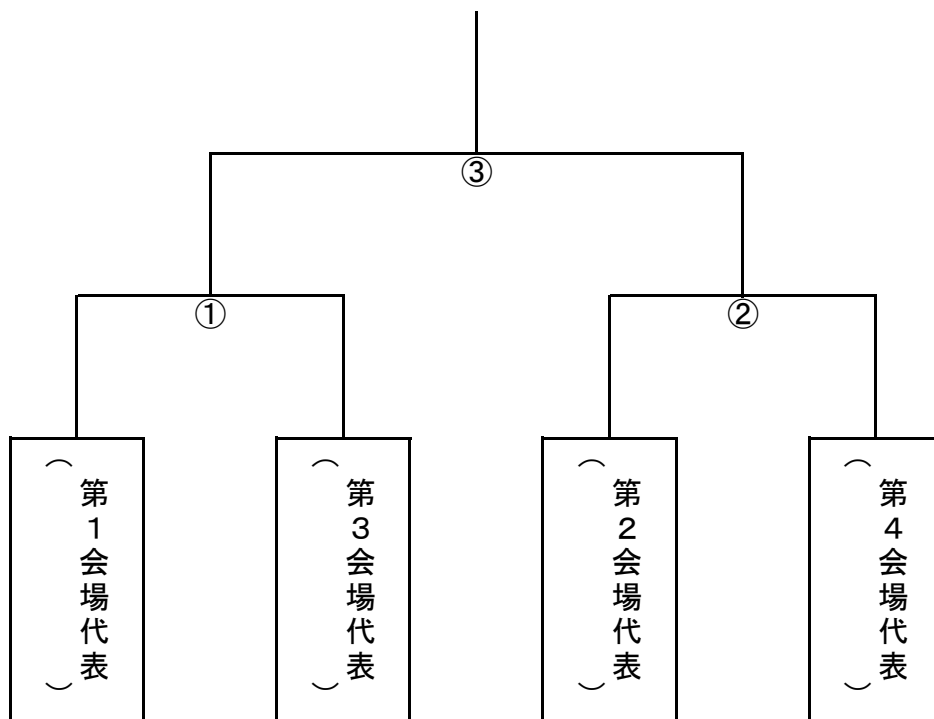 ③
①
②
第１会場代表
（　　　）
第３会場代表
（　　　）
第２会場代表
（　　　）
第４会場代表
（　　　）